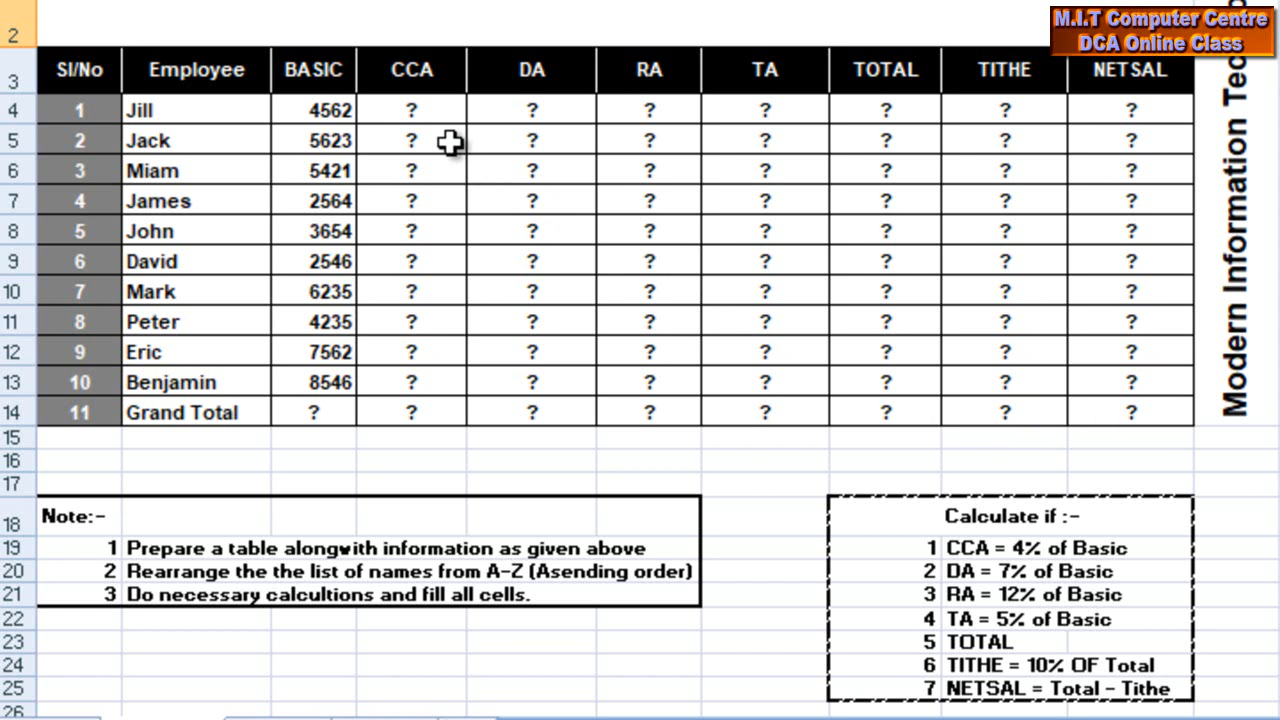 M.I.T Computer Centre
DCA Online Class
2
3 Sl/No Employee BASIC CCA DA RA TA TOTAL TITHE NETSAL
4 1 Jill 4562 ? ? ? ? ? ? ?
5 2 Jack 5623 ? ? ? ? ? ? ?
6 3 Miam 5421 ? ? ? ? ? ? ?
7 4 James 2564 ? ? ? ? ? ? ?
8 5 John 3654 ? ? ? ? ? ? ?
9 6 David 2546 ? ? ? ? ? ? ?
10 7 Mark 6235 ? ? ? ? ? ? ?
11 8 Peter 4235 ? ? ? ? ? ? ?
12 9 Eric 7562 ? ? ? ? ? ? ?
13 10 Benjamin 8546 ? ? ? ? ? ? ?
14 11 Grand Total ? ? ? ? ? ? ? ?
Modern Information
15
16
17
18 Note:- Calculate if :-
19 1 Prepare a table alongwith information as given above 1 CCA = 4% of Basic
20 2 Rearrange the the list of names from A-Z (Asending order) 2 DA = 7% of Basic
21 3 Do necessary calcultions and fill all cells. 3 RA = 12% of Basic
22 4 TA = 5% of Basic
23 5 TOTAL
24 6 TITHE = 10% OF Total
25 7 NETSAL = Total - Tithe
26